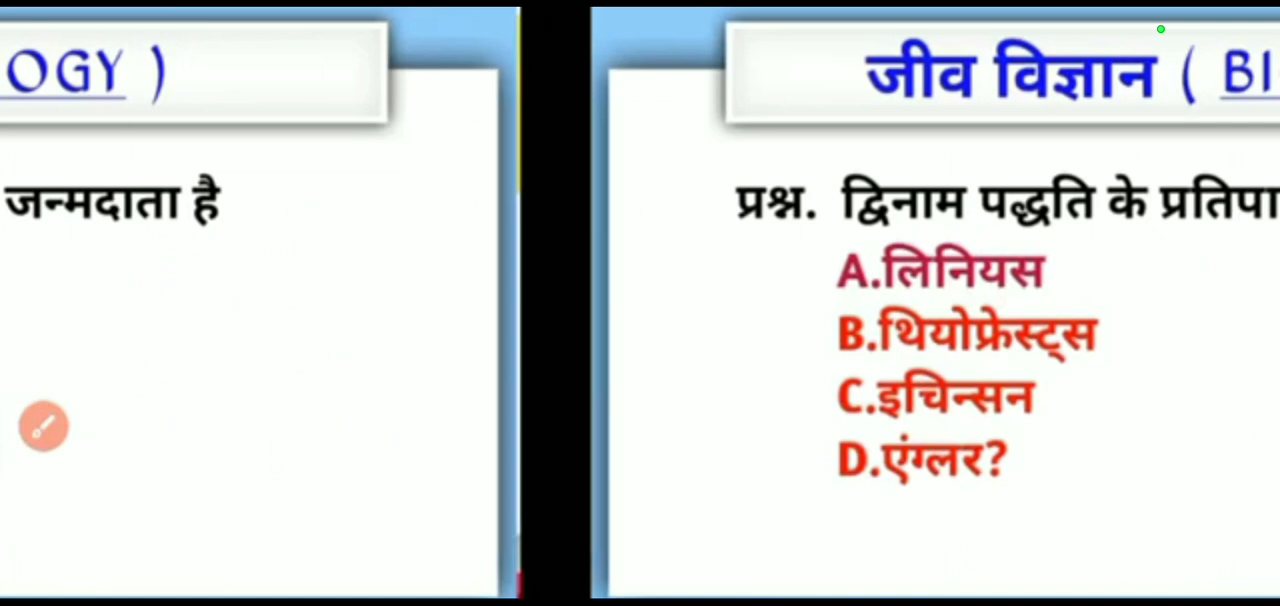 OGY )
जन्मदाता है
जीव विज्ञान ( BI
प्रश्न. द्विनाम पद्धति के प्रतिपा
A.लिनियस
B.थियोफ्रेस्ट्स
C.इचिन्सन
D.एंग्लर?